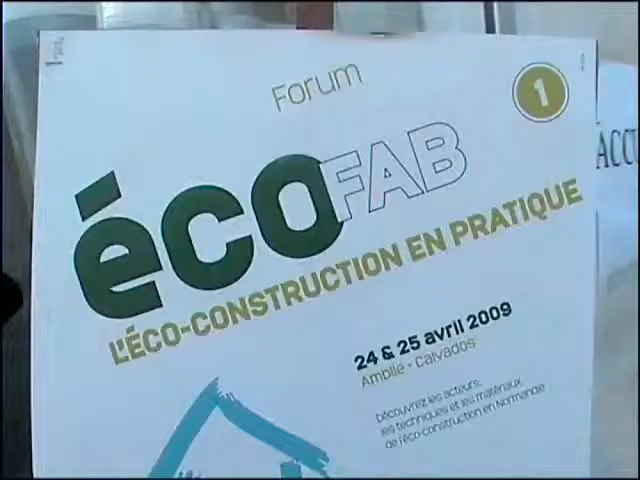 Forum
1
écoFAB
L'ÉCO-CONSTRUCTION EN PRATIQUE
24 & 25 avril 2009
Amblie - Calvados
Découvrez les acteurs,
les techniques et les matériaux
de l'éco-construction en Normandie